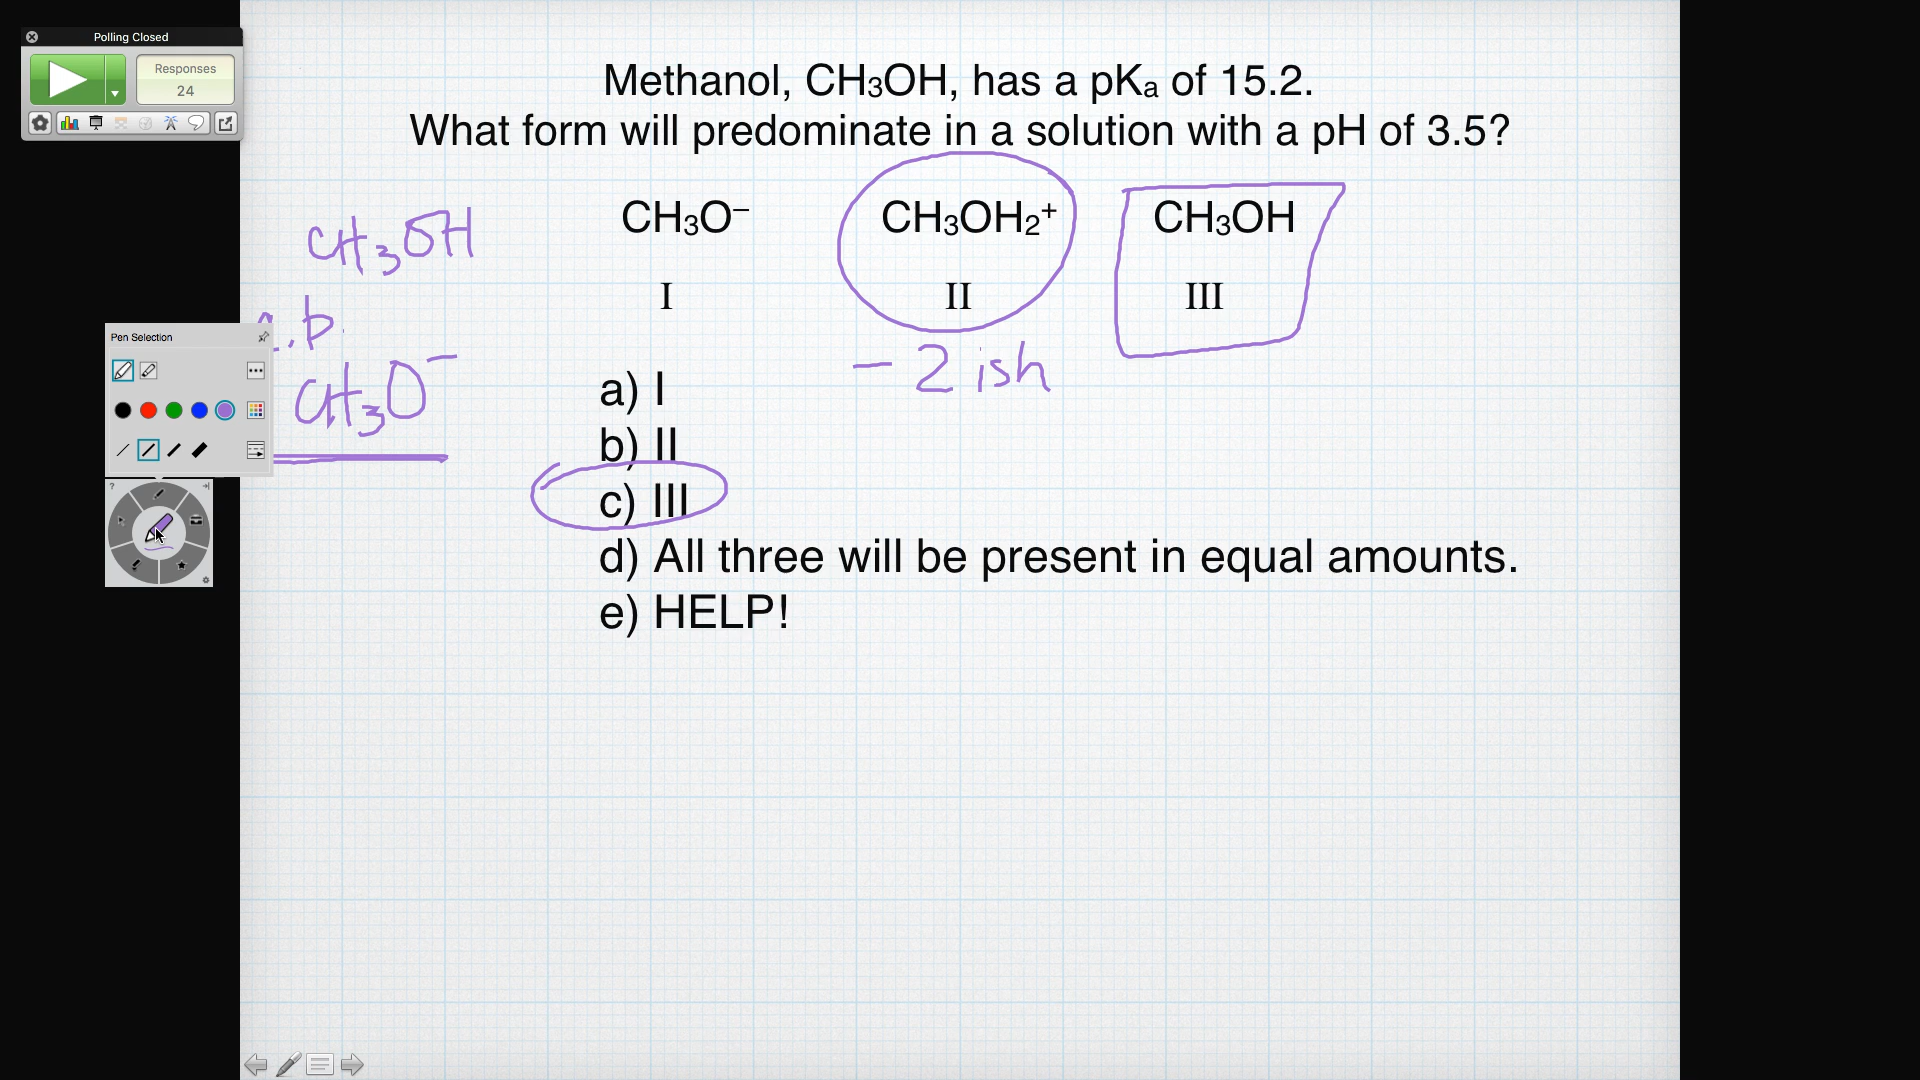 Polling Closed
Responses
24
Methanol, CH₃OH, has a pKₐ of 15.2.
What form will predominate in a solution with a pH of 3.5?
CH₃O⁻ CH₃OH₂⁺ CH₃OH
I II III
CH₃OH
.b.
CH₃O⁻
– 2 ish
Pen Selection
a) I
b) II
c) III
d) All three will be present in equal amounts.
e) HELP!